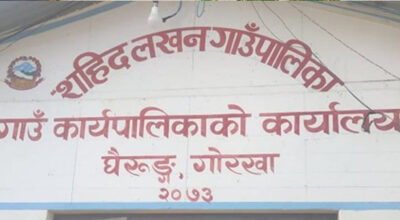 शहिद लखन गाउँपालिका
गाउँ कार्यपालिकाको कार्यालय
घैरूङ्ग, गोरखा
२०७३